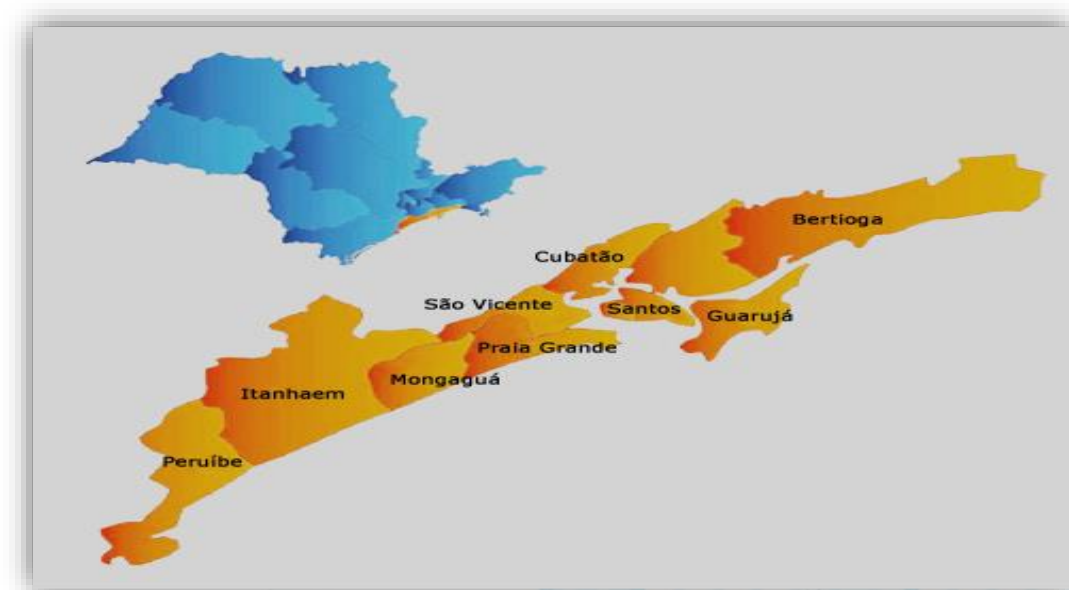 Bertioga
Cubatão
São Vicente
Santos
Guarujá
Praia Grande
Mongaguá
Itanhaem
Peruíbe